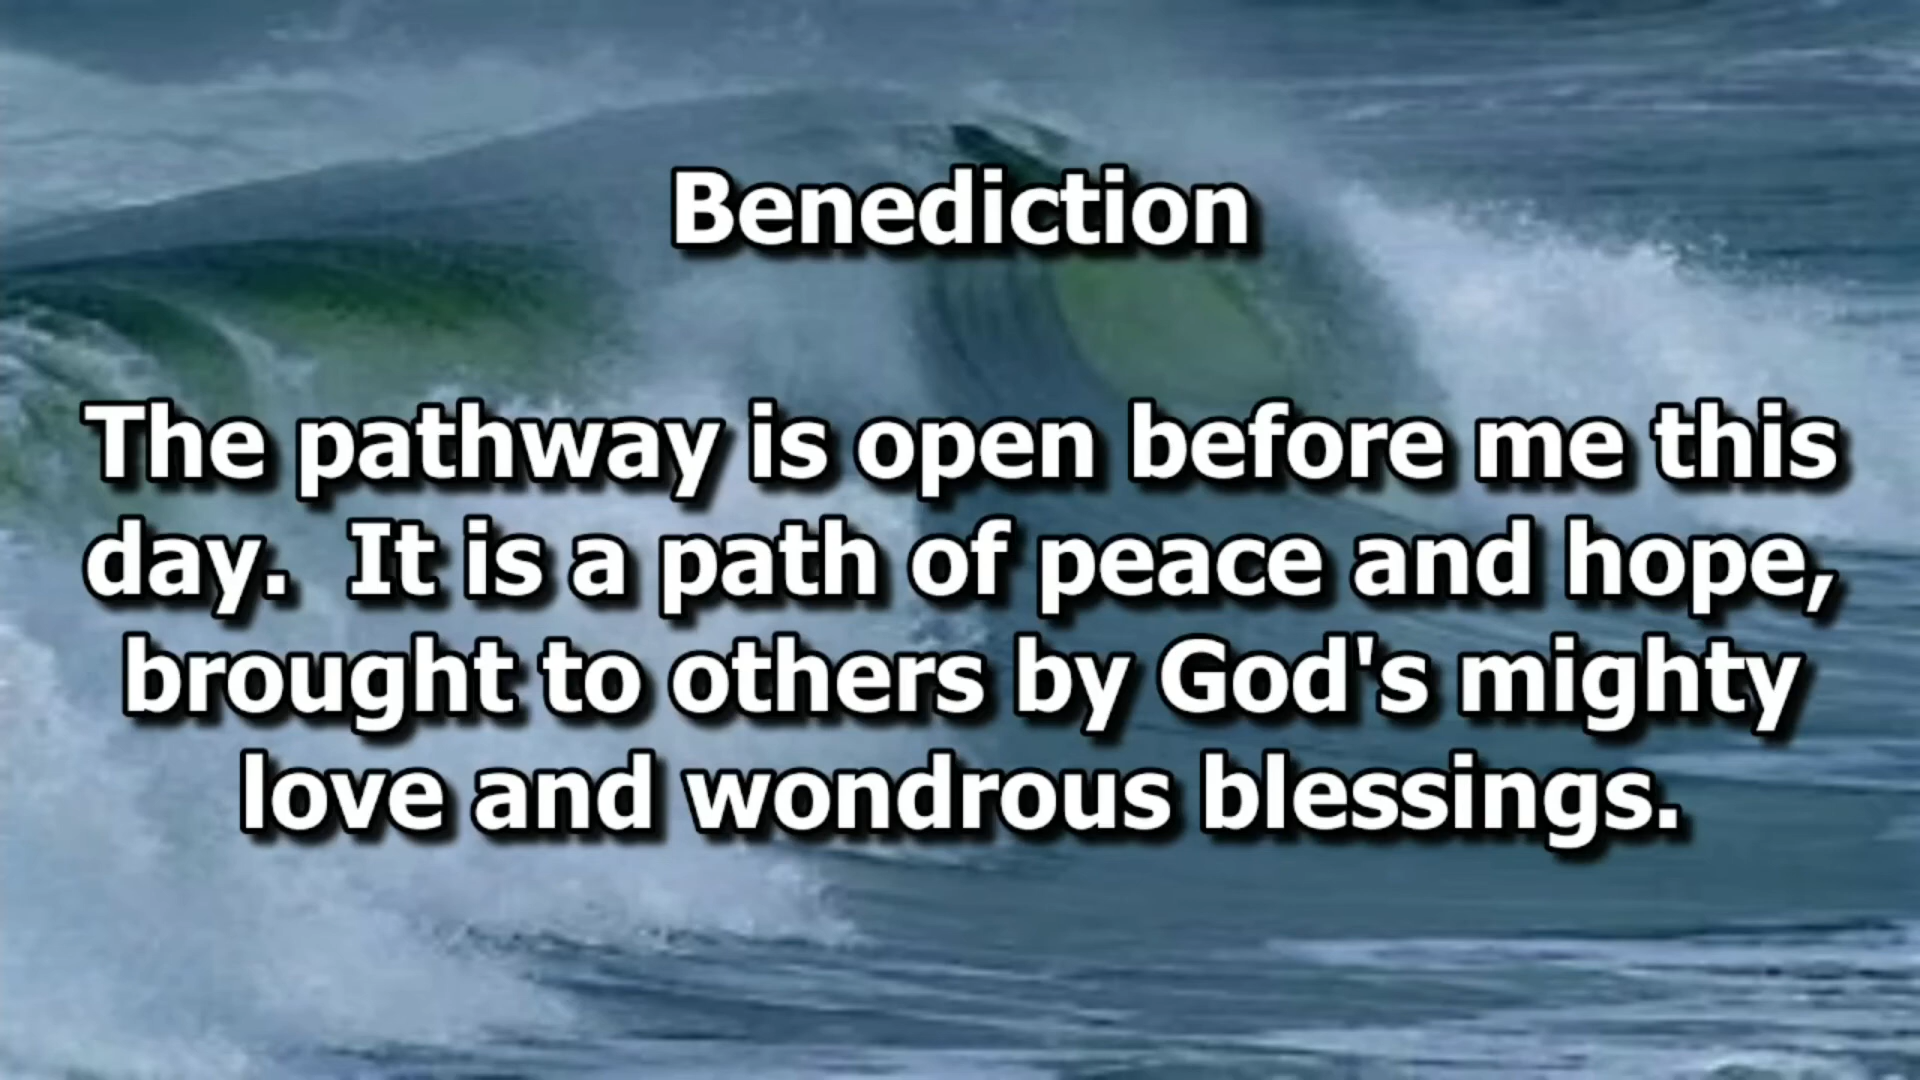 Benediction
The pathway is open before me this
day.  It is a path of peace and hope,
brought to others by God's mighty
love and wondrous blessings.